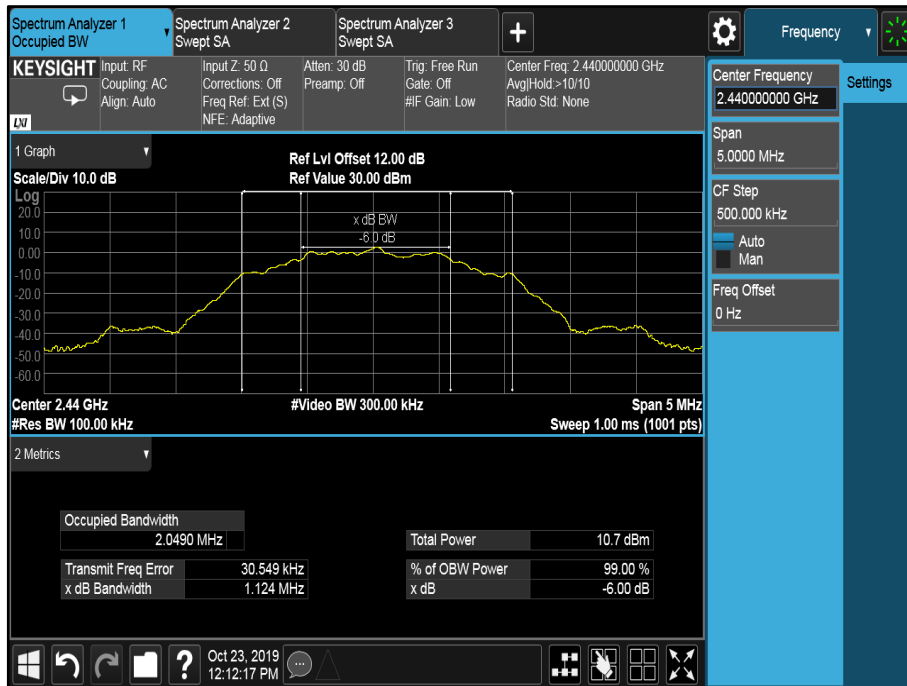 Spectrum Analyzer 1
Occupied BW
Spectrum Analyzer 2
Swept SA
Spectrum Analyzer 3
Swept SA
+
Frequency
KEYSIGHT
LXI
Input: RF
Coupling: AC
Align: Auto
Input Z: 50 Ω
Corrections: Off
Freq Ref: Ext (S)
NFE: Adaptive
Atten: 30 dB
Preamp: Off
Trig: Free Run
Gate: Off
#IF Gain: Low
Center Freq: 2.440000000 GHz
Avg|Hold:>10/10
Radio Std: None
Center Frequency
2.440000000 GHz
Settings
Span
5.0000 MHz
CF Step
500.000 kHz
Auto
Man
Freq Offset
0 Hz
1 Graph
Scale/Div 10.0 dB
Ref Lvl Offset 12.00 dB
Ref Value 30.00 dBm
Log
20.0
10.0
0.00
-10.0
-20.0
-30.0
-40.0
-50.0
-60.0
x dB BW
-6.0 dB
Center 2.44 GHz
#Video BW 300.00 kHz
Span 5 MHz
#Res BW 100.00 kHz
Sweep 1.00 ms (1001 pts)
2 Metrics
Occupied Bandwidth
2.0490 MHz
Total Power 10.7 dBm
Transmit Freq Error 30.549 kHz
% of OBW Power 99.00 %
x dB Bandwidth 1.124 MHz
x dB -6.00 dB
?
Oct 23, 2019
12:12:17 PM